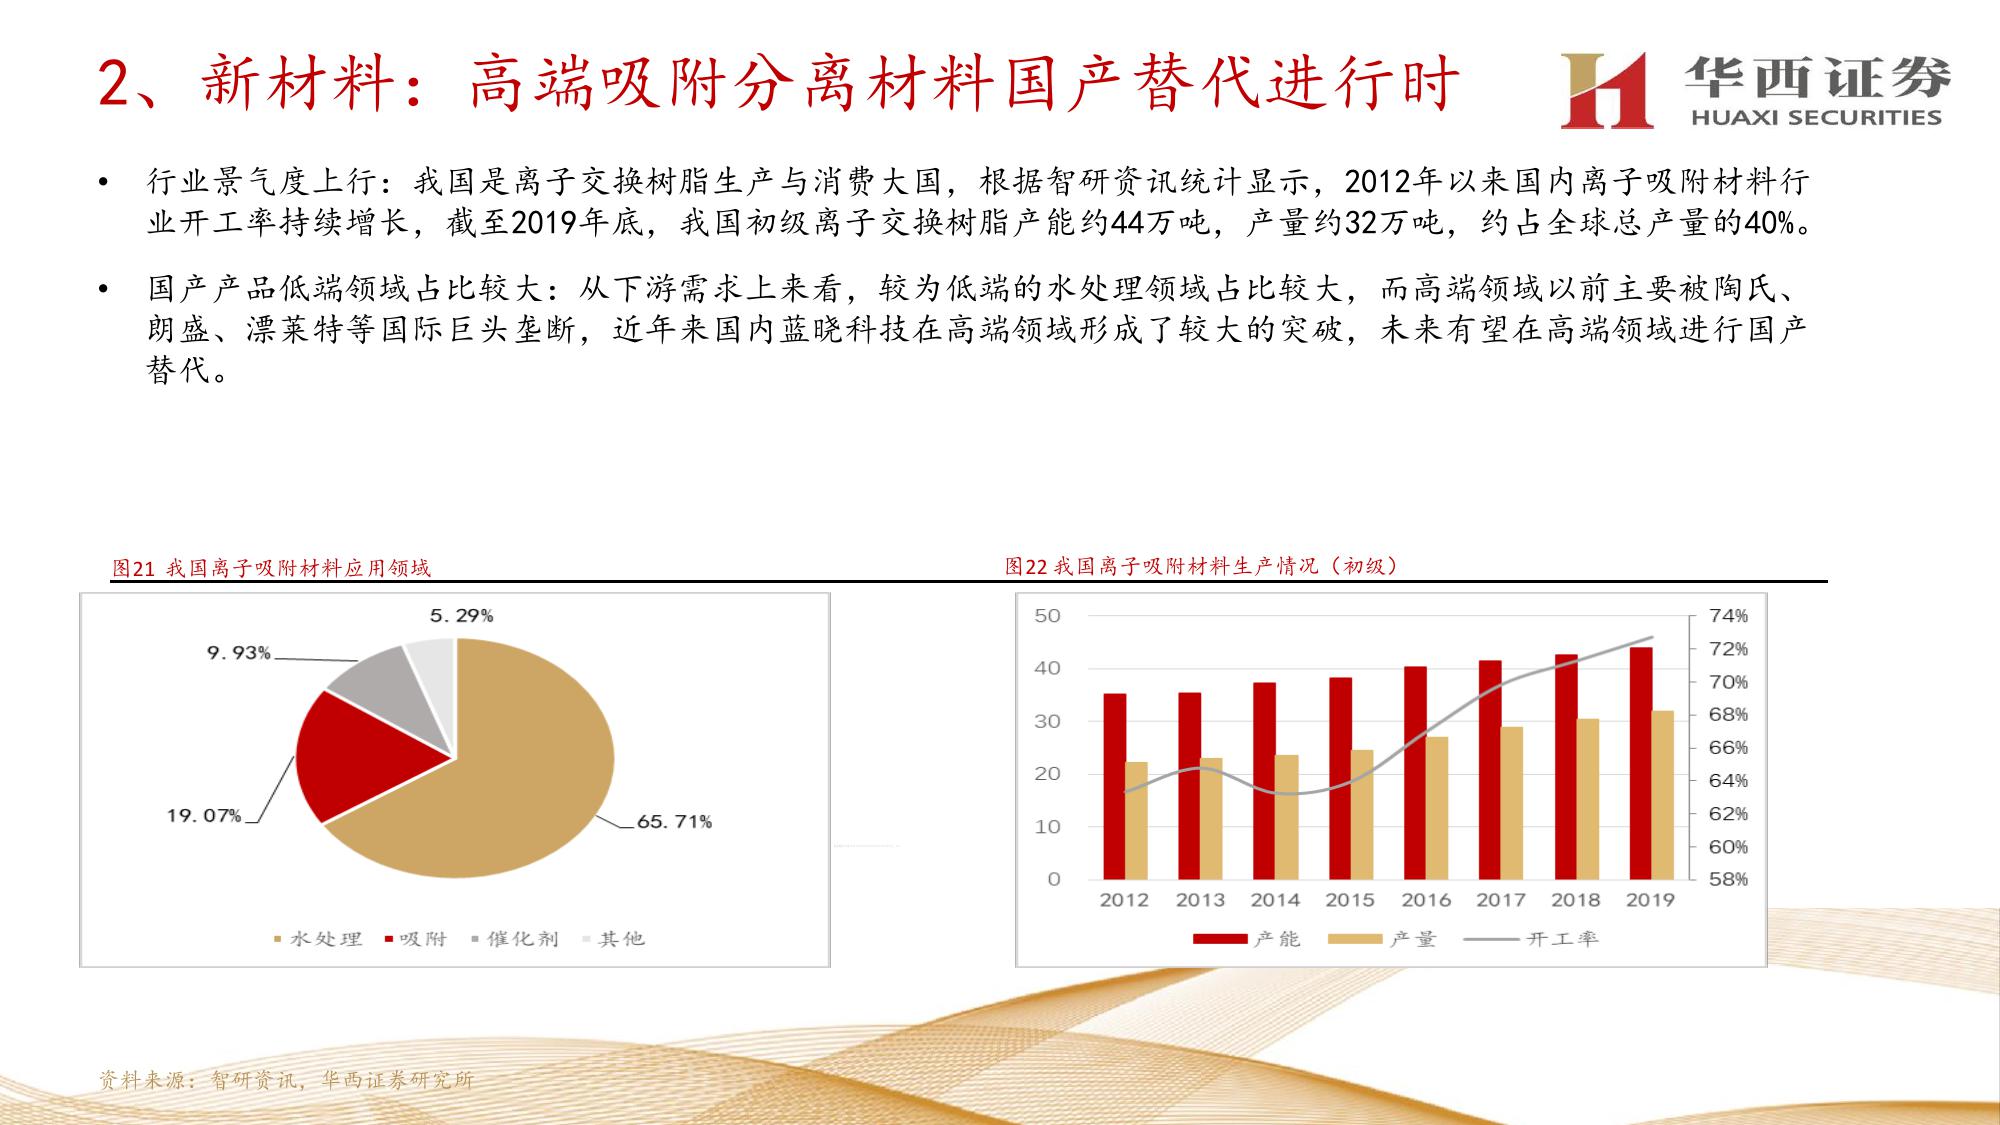 2、新材料：高端吸附分离材料国产替代进行时
华西证券
HUAXI SECURITIES
• 行业景气度上行：我国是离子交换树脂生产与消费大国，根据智研资讯统计显示，2012年以来国内离子吸附材料行
业开工率持续增长，截至2019年底，我国初级离子交换树脂产能约44万吨，产量约32万吨，约占全球总产量的40%。
• 国产产品低端领域占比较大：从下游需求上来看，较为低端的水处理领域占比较大，而高端领域以前主要被陶氏、
朗盛、漂莱特等国际巨头垄断，近年来国内蓝晓科技在高端领域形成了较大的突破，未来有望在高端领域进行国产
替代。
图21 我国离子吸附材料应用领域
5.29%
9.93%
19.07%
65.71%
水处理 吸附 催化剂 其他
图22 我国离子吸附材料生产情况（初级）
50
40
30
20
10
0
74%
72%
70%
68%
66%
64%
62%
60%
58%
2012 2013 2014 2015 2016 2017 2018 2019
产能 产量 开工率
资料来源：智研资讯，华西证券研究所